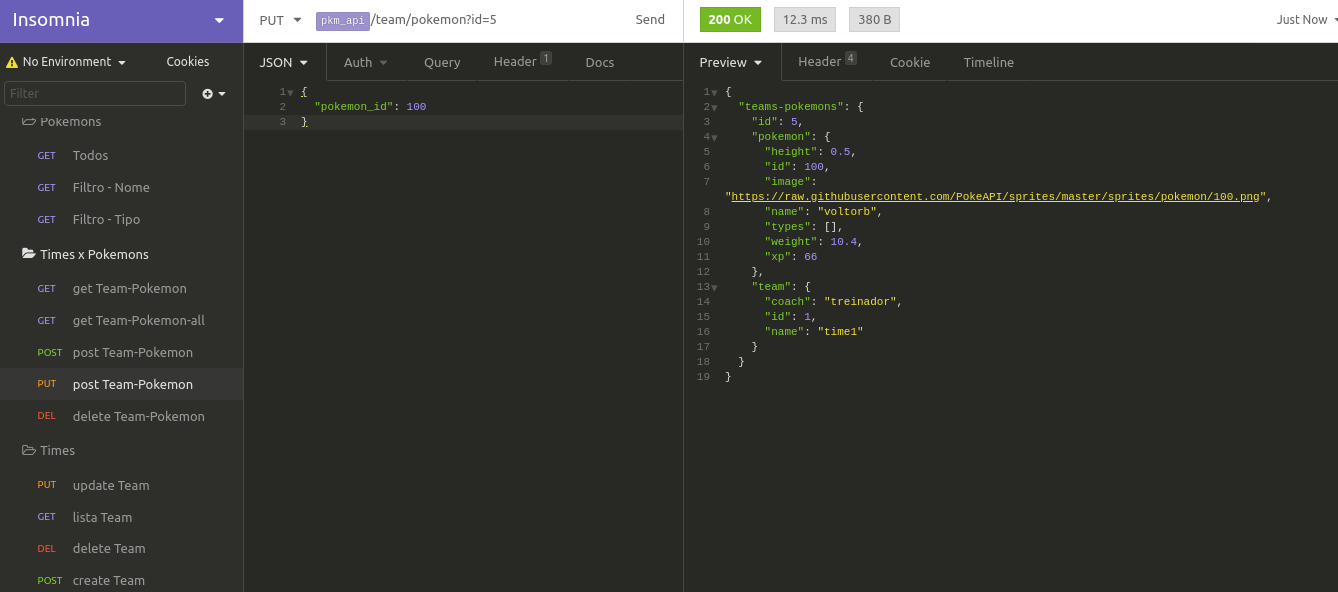 Insomnia
No Environment
Cookies
Filter
Pokemons
GET Todos
GET Filtro - Nome
GET Filtro - Tipo
Times x Pokemons
GET get Team-Pokemon
GET get Team-Pokemon-all
POST post Team-Pokemon
PUT post Team-Pokemon
DEL delete Team-Pokemon
Times
PUT update Team
GET lista Team
DEL delete Team
POST create Team
PUT pkm_api/team/pokemon?id=5 Send
JSON Auth Query Header 1 Docs
1 {
2 "pokemon_id": 100
3 }
200 OK 12.3 ms 380 B Just Now
Preview Header 4 Cookie Timeline
1 {
2 "teams-pokemons": {
3 "id": 5,
4 "pokemon": {
5 "height": 0.5,
6 "id": 100,
7 "image":
"https://raw.githubusercontent.com/PokeAPI/sprites/master/sprites/pokemon/100.png",
8 "name": "voltorb",
9 "types": [],
10 "weight": 10.4,
11 "xp": 66
12 },
13 "team": {
14 "coach": "treinador",
15 "id": 1,
16 "name": "time1"
17 }
18 }
19 }